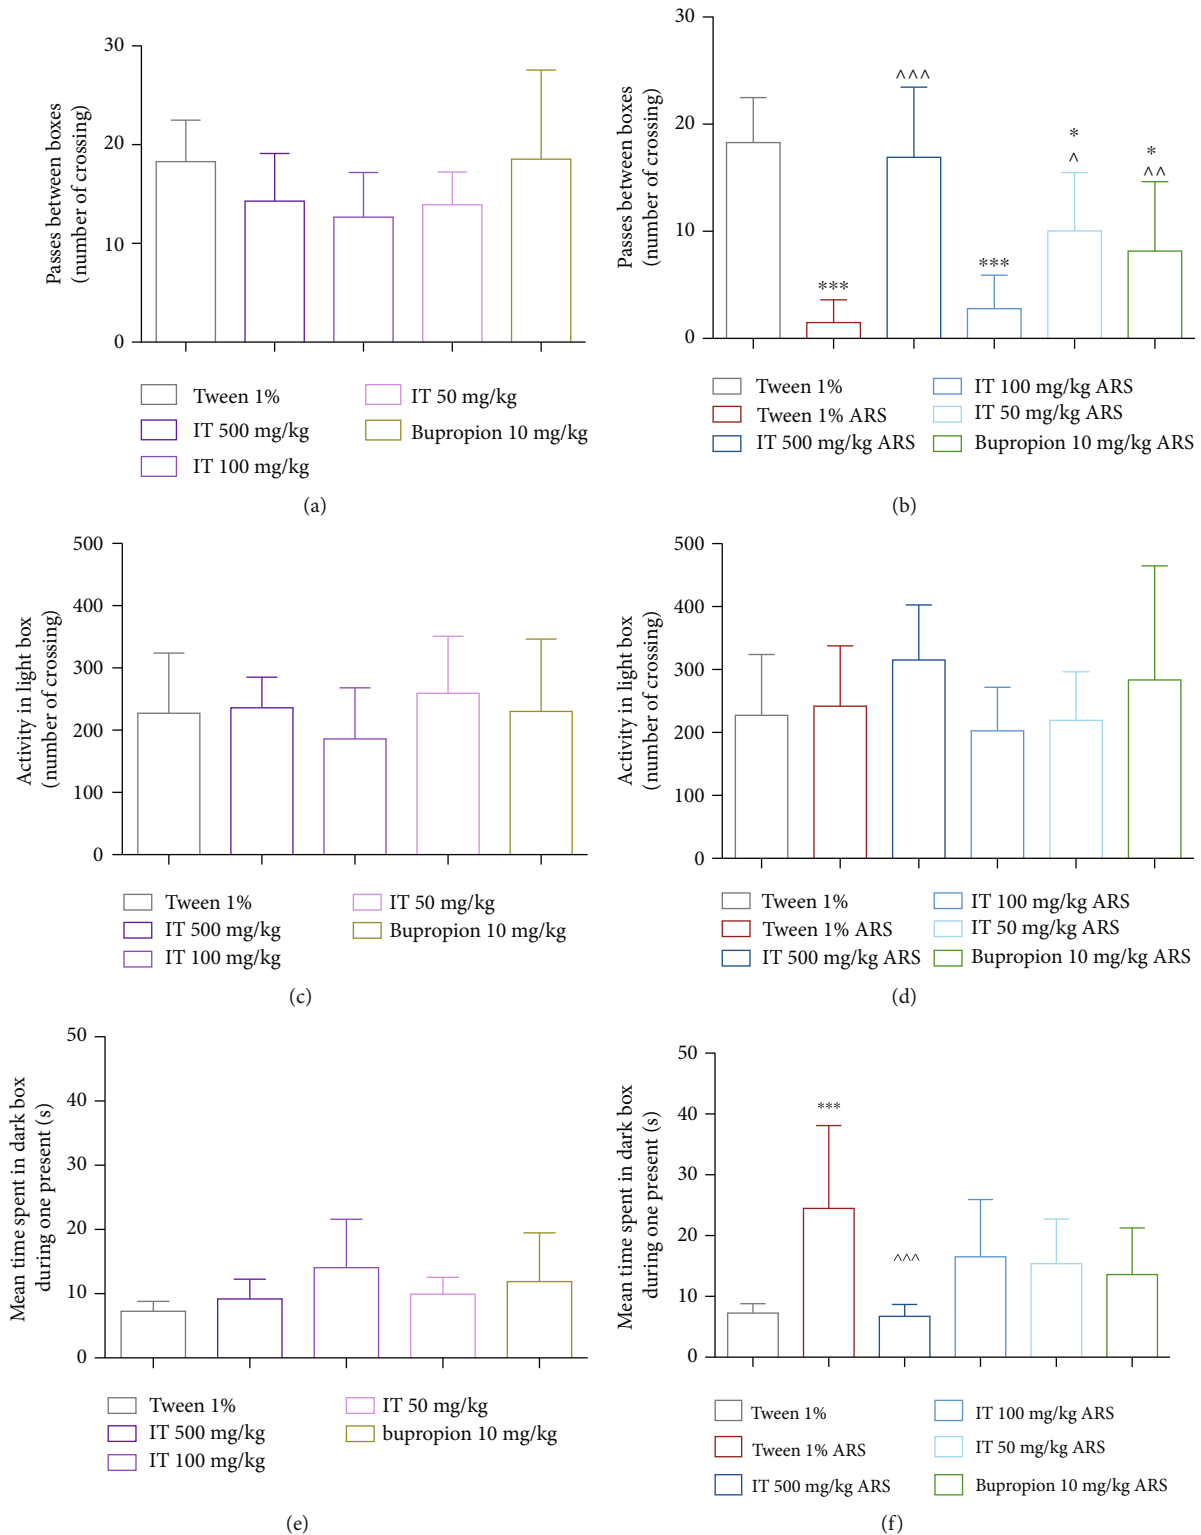 Passes between boxes
(number of crossing)
30
20
10
0
Tween 1%
IT 500 mg/kg
IT 100 mg/kg
IT 50 mg/kg
Bupropion 10 mg/kg
(a)
Passes between boxes
(number of crossing)
30
20
10
0
***
^^^
***
*
^
*
^^
Tween 1%
Tween 1% ARS
IT 500 mg/kg ARS
IT 100 mg/kg ARS
IT 50 mg/kg ARS
Bupropion 10 mg/kg ARS
(b)
Activity in light box
(number of crossing)
500
400
300
200
100
0
Tween 1%
IT 500 mg/kg
IT 100 mg/kg
IT 50 mg/kg
Bupropion 10 mg/kg
(c)
Activity in light box
(number of crossing)
500
400
300
200
100
0
Tween 1%
Tween 1% ARS
IT 500 mg/kg ARS
IT 100 mg/kg ARS
IT 50 mg/kg ARS
Bupropion 10 mg/kg ARS
(d)
Mean time spent in dark box
during one present (s)
50
40
30
20
10
0
Tween 1%
IT 500 mg/kg
IT 100 mg/kg
IT 50 mg/kg
bupropion 10 mg/kg
(e)
Mean time spent in dark box
during one present (s)
50
40
30
20
10
0
***
^^^
Tween 1%
Tween 1% ARS
IT 500 mg/kg ARS
IT 100 mg/kg ARS
IT 50 mg/kg ARS
Bupropion 10 mg/kg ARS
(f)